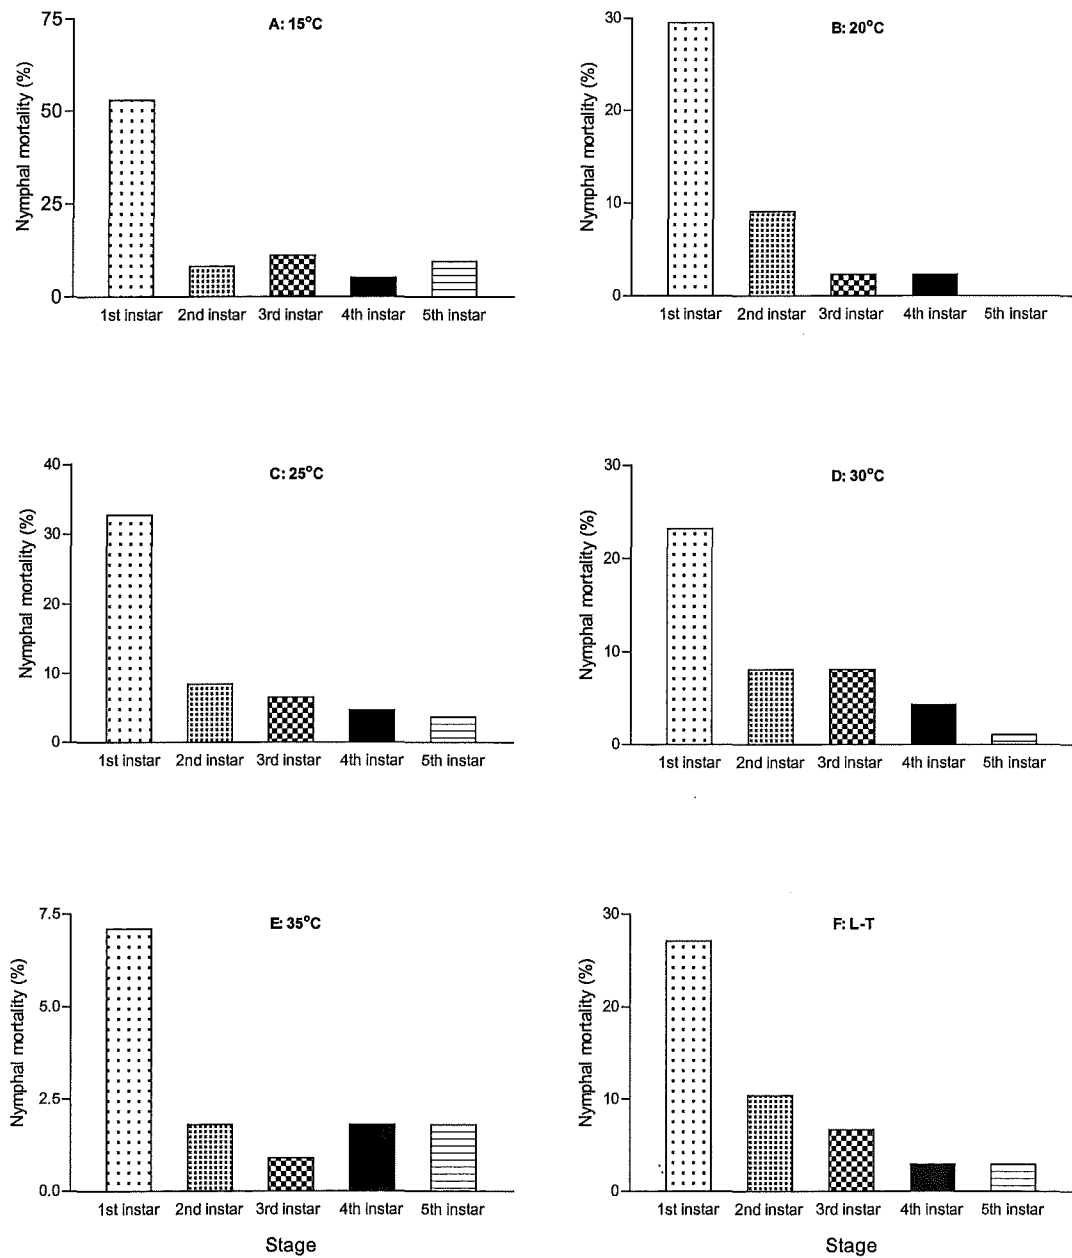 A: 15°C
Nymphal mortality (%)
75
50
25
0
1st instar 2nd instar 3rd instar 4th instar 5th instar
B: 20°C
Nymphal mortality (%)
30
20
10
0
1st instar 2nd instar 3rd instar 4th instar 5th instar
C: 25°C
Nymphal mortality (%)
40
30
20
10
0
1st instar 2nd instar 3rd instar 4th instar 5th instar
D: 30°C
Nymphal mortality (%)
30
20
10
0
1st instar 2nd instar 3rd instar 4th instar 5th instar
E: 35°C
Nymphal mortality (%)
7.5
5.0
2.5
0.0
1st instar 2nd instar 3rd instar 4th instar 5th instar
Stage
F: L-T
Nymphal mortality (%)
30
20
10
0
1st instar 2nd instar 3rd instar 4th instar 5th instar
Stage